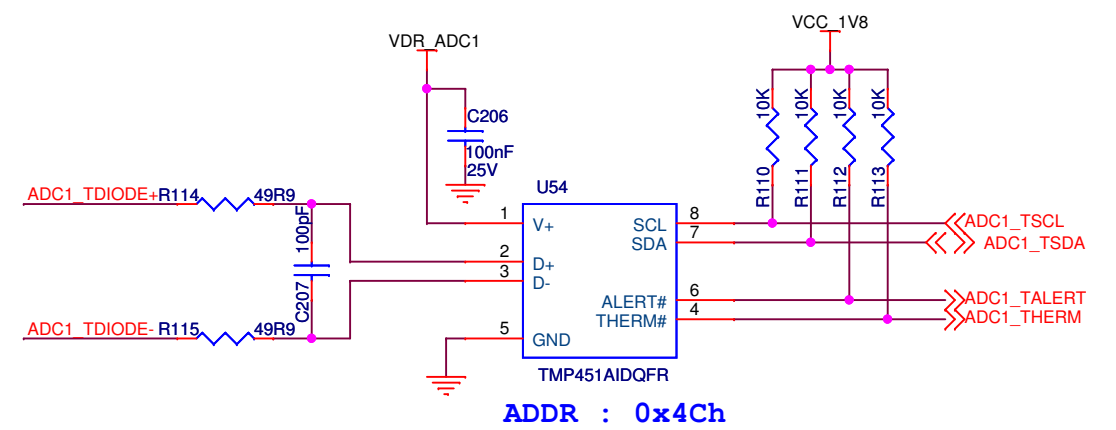 VCC_1V8
VDR_ADC1
10K
10K
10K
10K
C206
100nF
25V
R110
R111
R112
R113
U54
ADC1_TDIODE+
R114
49R9
100pF
C207
ADC1_TDIODE-
R115
49R9
1
V+
2
D+
3
D-
5
GND
SCL
8
SDA
7
ALERT#
6
THERM#
4
ADC1_TSCL
ADC1_TSDA
ADC1_TALERT
ADC1_THERM
TMP451AIDQFR
ADDR : 0x4Ch